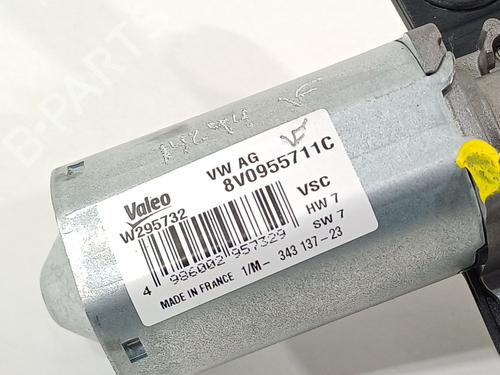 B-PARTS
VW AG
Valeo
8V0955711C
W295732
VSC
HW 7
SW 7
4 986002 957329
MADE IN FRANCE 1/M- 343 137-23